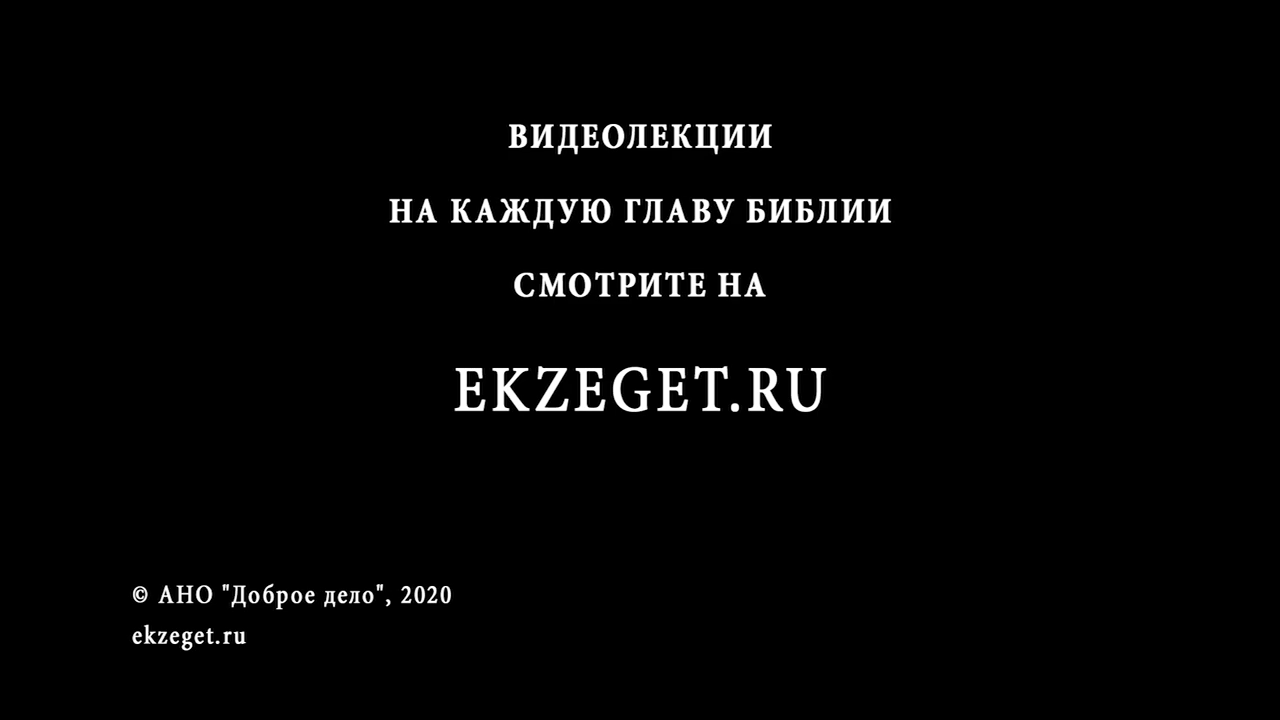 ВИДЕОЛЕКЦИИ
НА КАЖДУЮ ГЛАВУ БИБЛИИ
СМОТРИТЕ НА
EKZEGET.RU
© АНО "Доброе дело", 2020
ekzeget.ru